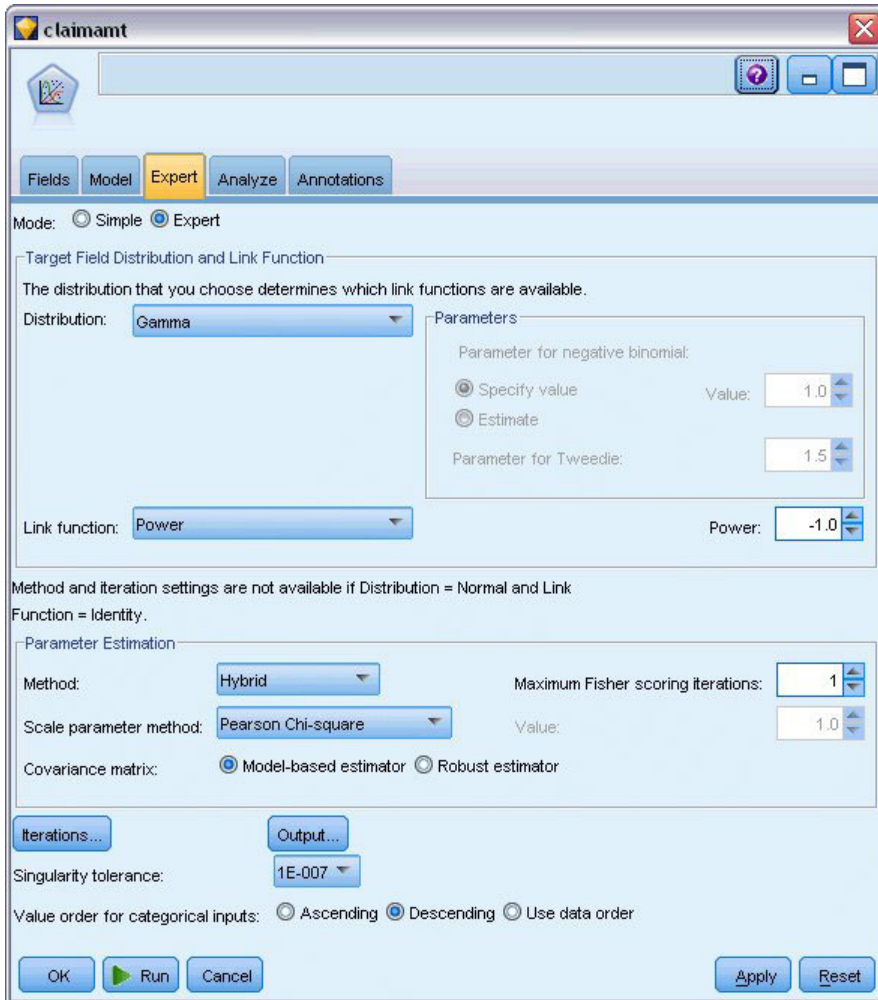 claimamt
Fields Model Expert Analyze Annotations
Mode: Simple Expert
Target Field Distribution and Link Function
The distribution that you choose determines which link functions are available.
Distribution: Gamma
Parameters
Parameter for negative binomial:
Specify value Value: 1.0
Estimate
Parameter for Tweedie: 1.5
Link function: Power Power: -1.0
Method and iteration settings are not available if Distribution = Normal and Link
Function = Identity.
Parameter Estimation
Method: Hybrid Maximum Fisher scoring iterations: 1
Scale parameter method: Pearson Chi-square Value: 1.0
Covariance matrix: Model-based estimator Robust estimator
Iterations... Output...
Singularity tolerance: 1E-007
Value order for categorical inputs: Ascending Descending Use data order
OK Run Cancel Apply Reset